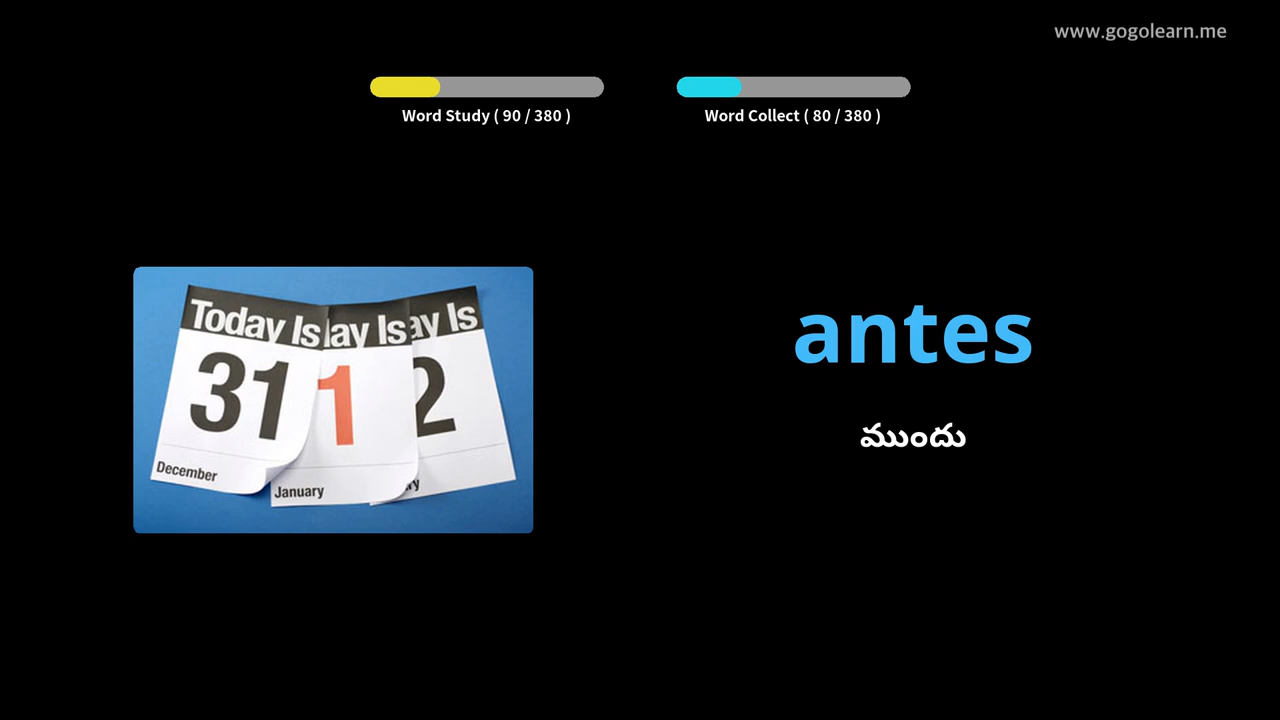 www.gogolearn.me
Word Study ( 90 / 380 )
Word Collect ( 80 / 380 )
Today Is
31
December
ay Is
1
January
ay Is
2
ry
antes
ముందు